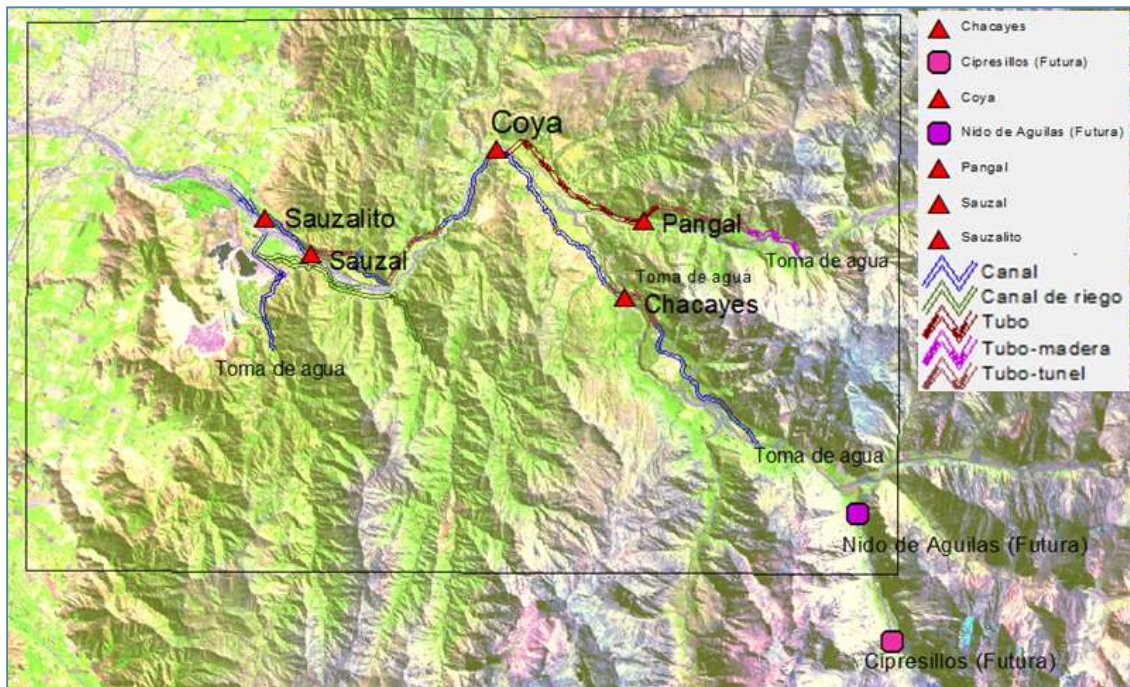 Coya
Sauzalito
Sauzal
Pangal
Toma de agua
Toma de agua
Chacayes
Toma de agua
Toma de agua
Nido de Aguilas (Futura)
Cipresillos (Futura)
Chacayes
Cipresillos (Futura)
Coya
Nido de Aguilas (Futura)
Pangal
Sauzal
Sauzalito
Canal
Canal de riego
Tubo
Tubo-madera
Tubo-tunel